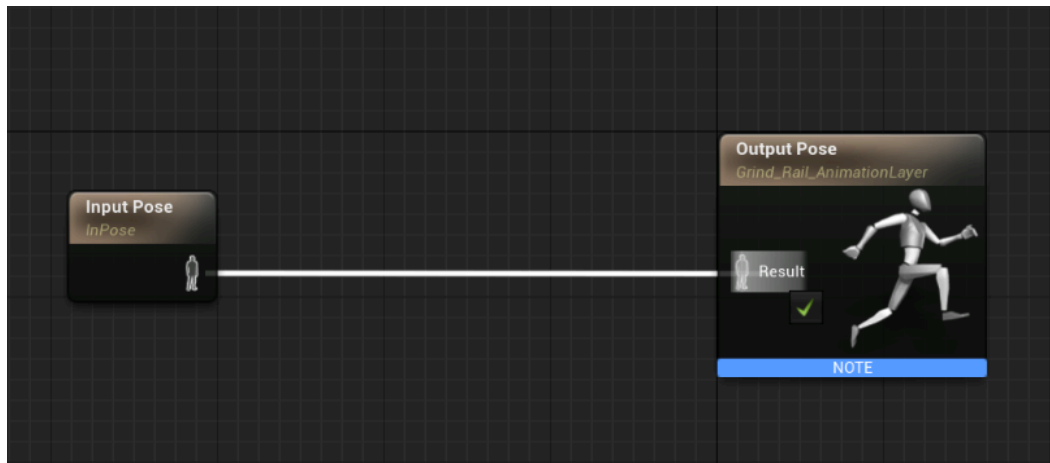 Input Pose
InPose
Output Pose
Grind_Rail_AnimationLayer
Result
NOTE